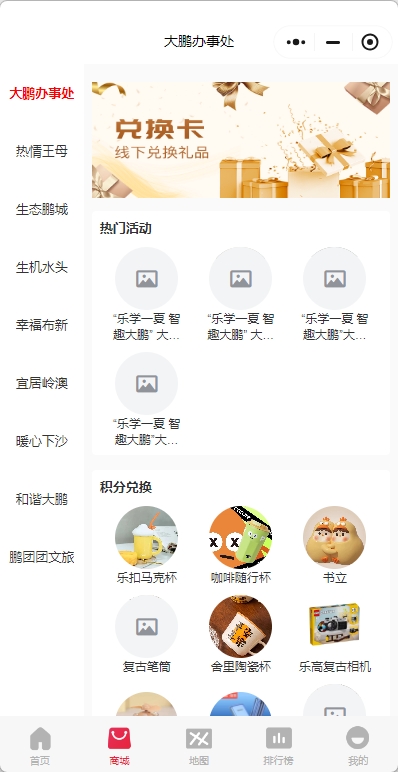 大鹏办事处
大鹏办事处
热情王母
生态鹏城
生机水头
幸福布新
宜居岭澳
暖心下沙
和谐大鹏
鹏团团文旅
兑换卡
线下兑换礼品
热门活动
“乐学一夏 智
趣大鹏” 大...
“乐学一夏 智
趣大鹏” 大...
“乐学一夏 智
趣大鹏” 大...
“乐学一夏 智
趣大鹏”大...
积分兑换
乐扣马克杯
咖啡随行杯
书立
复古笔筒
舍里陶瓷杯
乐高复古相机
首页
商城
地图
排行榜
我的